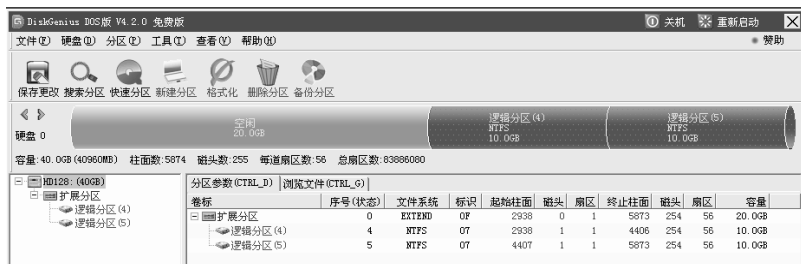 DiskGenius DOS版 V4.2.0 免费版 关机 重新启动
文件(F) 硬盘(D) 分区(P) 工具(T) 查看(V) 帮助(H) 赞助
保存更改 搜索分区 快速分区 新建分区 格式化 删除分区 备份分区
硬盘 0
空闲
20.0GB
逻辑分区(4)
NTFS
10.0GB
逻辑分区(5)
NTFS
10.0GB
容量:40.0GB(40960MB) 柱面数:5874 磁头数:255 每道扇区数:56 总扇区数:83886080
HD128:(40GB)
扩展分区
逻辑分区(4)
逻辑分区(5)
分区参数(CTRL_D) 浏览文件(CTRL_G)
卷标 序号(状态) 文件系统 标识 起始柱面 磁头 扇区 终止柱面 磁头 扇区 容量
扩展分区 0 EXTEND 0F 2938 0 1 5873 254 56 20.0GB
逻辑分区(4) 4 NTFS 07 2938 1 1 4406 254 56 10.0GB
逻辑分区(5) 5 NTFS 07 4407 1 1 5873 254 56 10.0GB